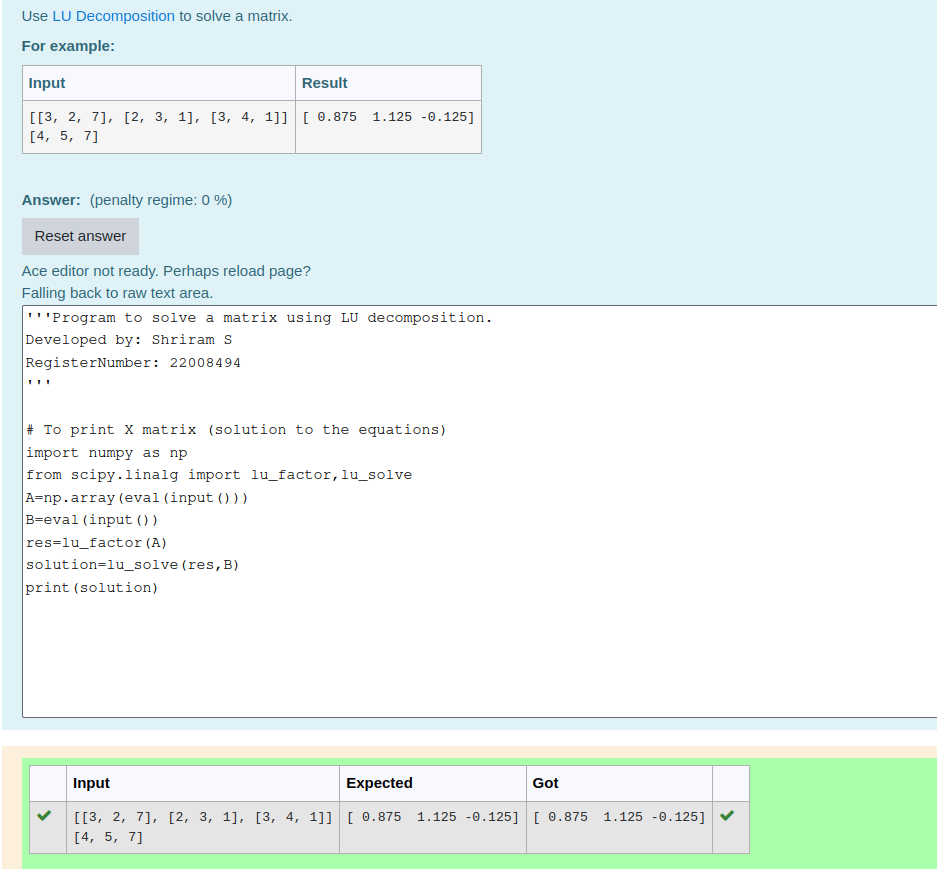 Use LU Decomposition to solve a matrix.
For example:
Input Result
[[3, 2, 7], [2, 3, 1], [3, 4, 1]] [ 0.875  1.125 -0.125]
[4, 5, 7]
Answer: (penalty regime: 0 %)
Reset answer
Ace editor not ready. Perhaps reload page?
Falling back to raw text area.
'''Program to solve a matrix using LU decomposition.
Developed by: Shriram S
RegisterNumber: 22008494
'''
# To print X matrix (solution to the equations)
import numpy as np
from scipy.linalg import lu_factor,lu_solve
A=np.array(eval(input()))
B=eval(input())
res=lu_factor(A)
solution=lu_solve(res,B)
print(solution)
Input Expected Got
[[3, 2, 7], [2, 3, 1], [3, 4, 1]] [ 0.875  1.125 -0.125] [ 0.875  1.125 -0.125]
[4, 5, 7]